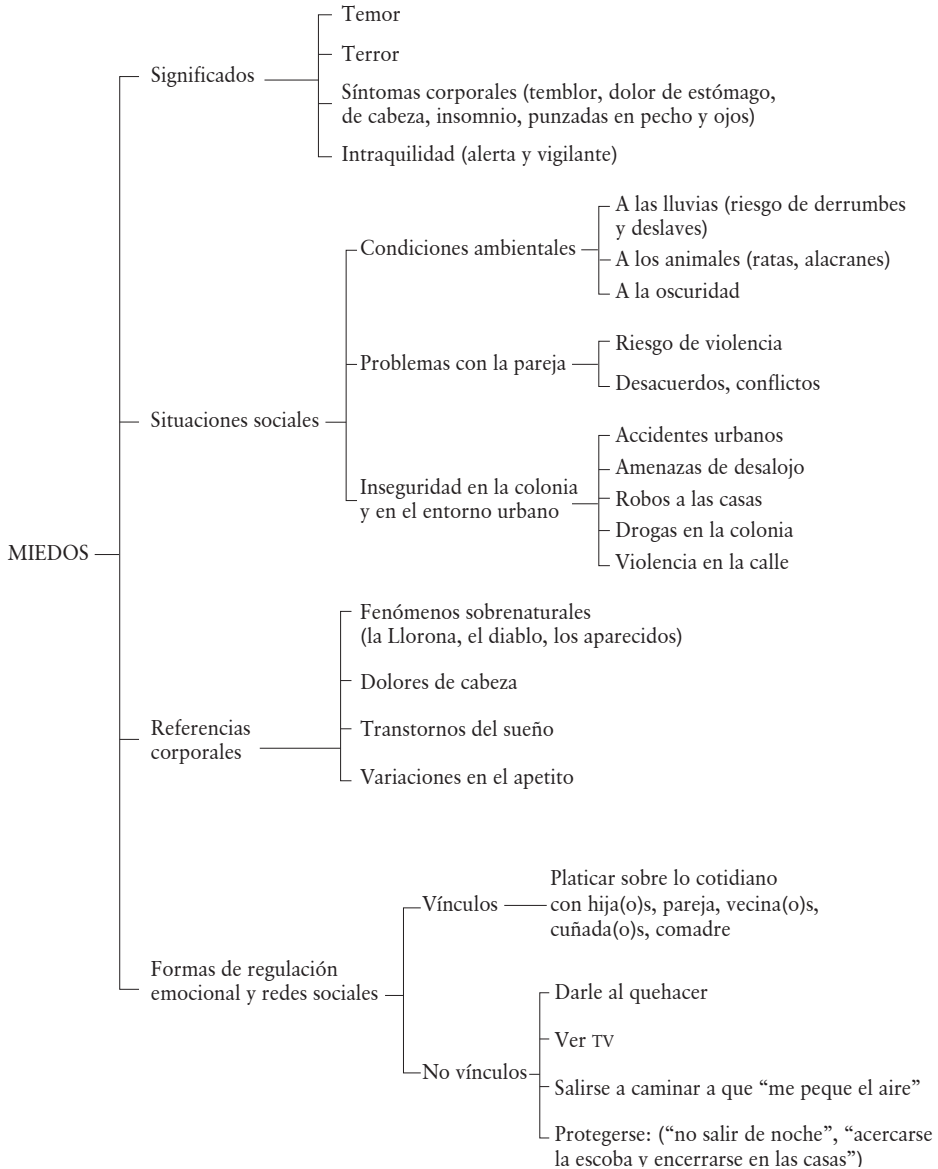 Temor
Terror
Significados
Síntomas corporales (temblor, dolor de estómago,
de cabeza, insomnio, punzadas en pecho y ojos)
Intraquilidad (alerta y vigilante)
A las lluvias (riesgo de derrumbes
y deslaves)
Condiciones ambientales
A los animales (ratas, alacranes)
A la oscuridad
Riesgo de violencia
Problemas con la pareja
Desacuerdos, conflictos
Situaciones sociales
Accidentes urbanos
Amenazas de desalojo
Inseguridad en la colonia
y en el entorno urbano
Robos a las casas
Drogas en la colonia
Violencia en la calle
MIEDOS
Fenómenos sobrenaturales
(la Llorona, el diablo, los aparecidos)
Dolores de cabeza
Referencias
corporales
Transtornos del sueño
Variaciones en el apetito
Platicar sobre lo cotidiano
con hija(o)s, pareja, vecina(o)s,
cuñada(o)s, comadre
Vínculos
Formas de regulación
emocional y redes sociales
Darle al quehacer
Ver TV
No vínculos
Salirse a caminar a que “me peque el aire”
Protegerse: (“no salir de noche”, “acercarse
la escoba y encerrarse en las casas”)